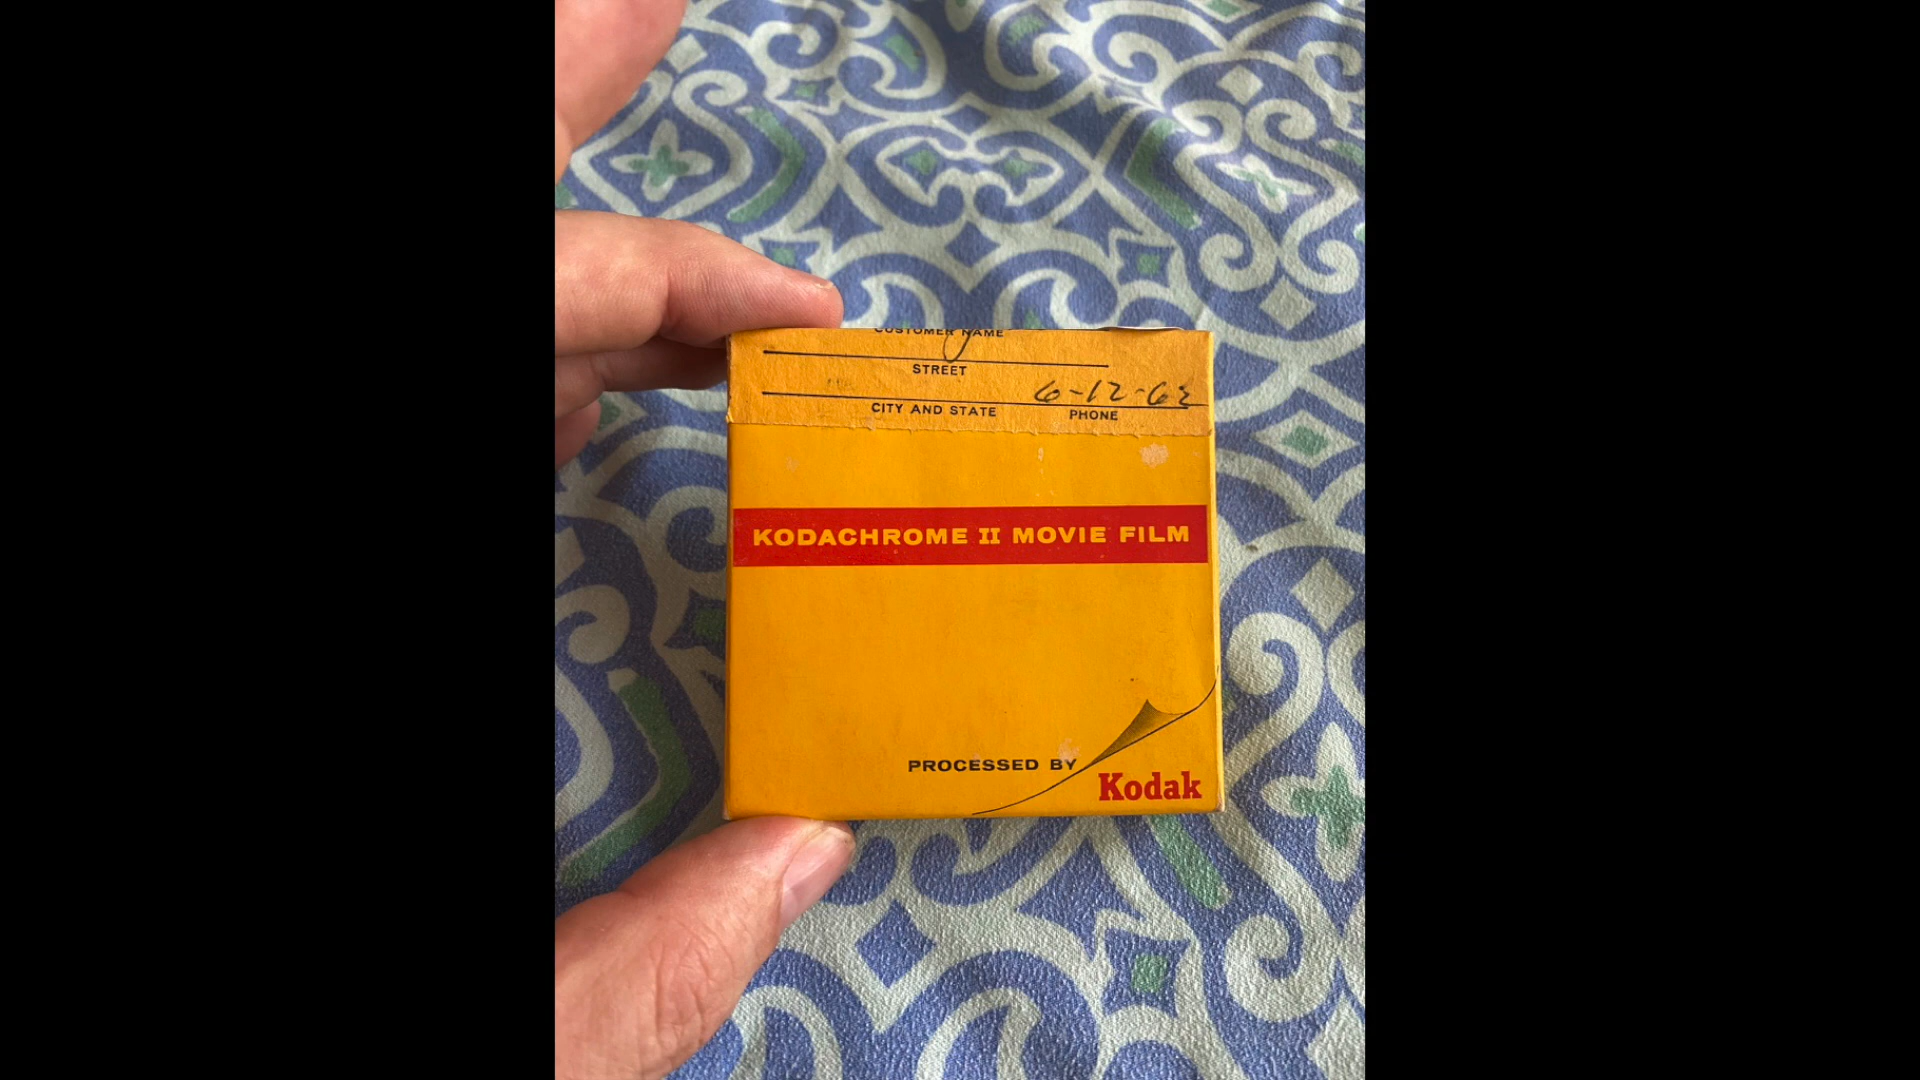 CUSTOMER NAME
STREET
6-12-62
CITY AND STATE PHONE
KODACHROME II MOVIE FILM
PROCESSED BY
Kodak